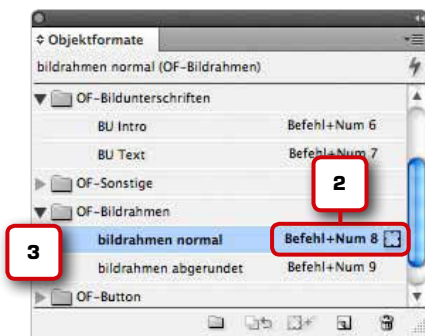 Objektformate
bildrahmen normal (OF-Bildrahmen)
OF-Bildunterschriften
BU Intro Befehl+Num 6
BU Text Befehl+Num 7
OF-Sonstige
2
OF-Bildrahmen
bildrahmen normal Befehl+Num 8
3
bildrahmen abgerundet Befehl+Num 9
OF-Button